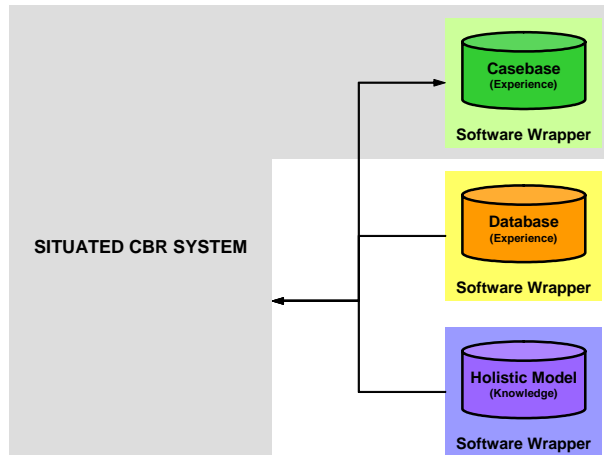 Casebase
(Experience)
Software Wrapper
SITUATED CBR SYSTEM
Database
(Experience)
Software Wrapper
Holistic Model
(Knowledge)
Software Wrapper